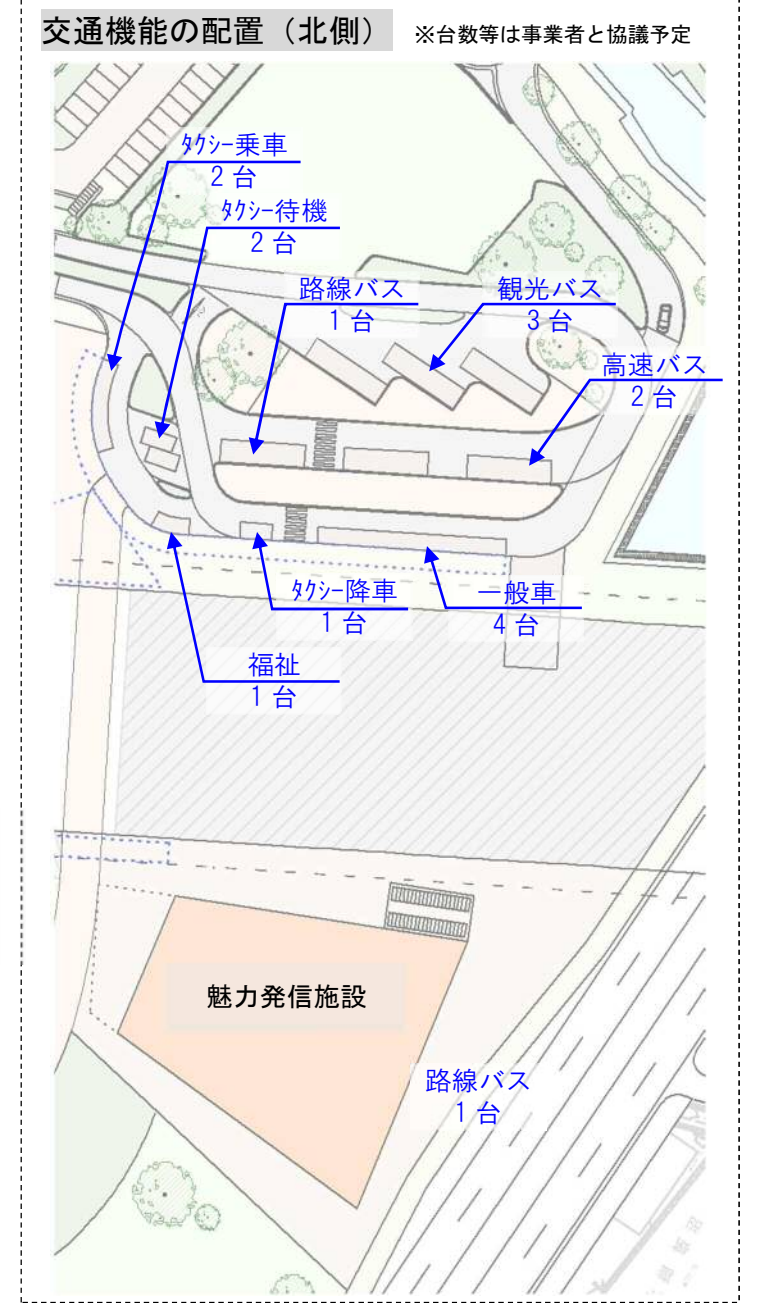 交通機能の配置（北側） ※台数等は事業者と協議予定
ﾀｸｼｰ乗車
2 台
ﾀｸｼｰ待機
2 台
路線バス
1 台
観光バス
3 台
高速バス
2 台
ﾀｸｼｰ降車
1 台
一般車
4 台
福祉
1 台
魅力発信施設
路線バス
1 台